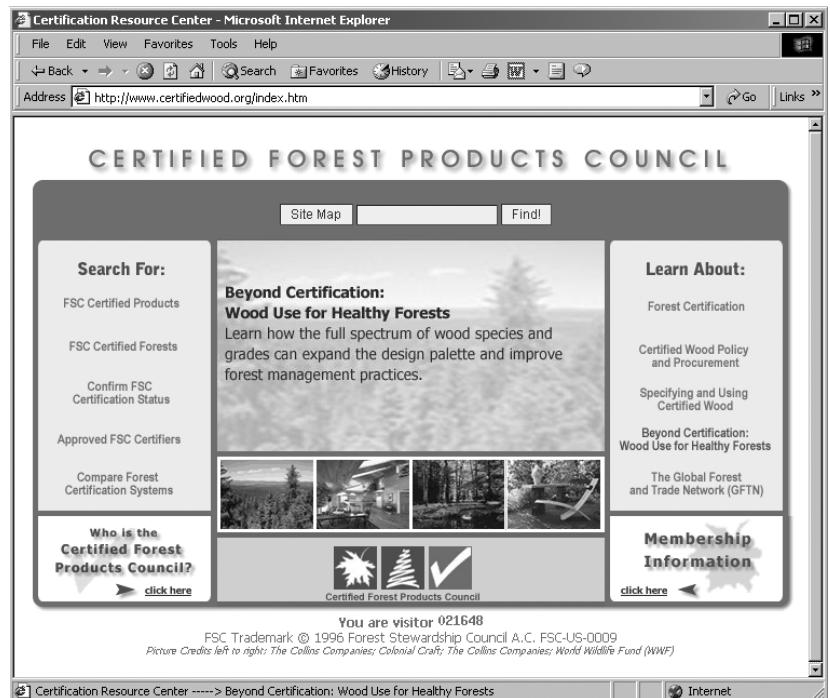 Certification Resource Center - Microsoft Internet Explorer
File Edit View Favorites Tools Help
Back Search Favorites History
Address http://www.certifiedwood.org/index.htm Go Links »
CERTIFIED FOREST PRODUCTS COUNCIL
Site Map Find!
Search For:
FSC Certified Products
FSC Certified Forests
Confirm FSC
Certification Status
Approved FSC Certifiers
Compare Forest
Certification Systems
Who is the
Certified Forest
Products Council?
click here
Beyond Certification:
Wood Use for Healthy Forests
Learn how the full spectrum of wood species and
grades can expand the design palette and improve
forest management practices.
Certified Forest Products Council
Learn About:
Forest Certification
Certified Wood Policy
and Procurement
Specifying and Using
Certified Wood
Beyond Certification:
Wood Use for Healthy Forests
The Global Forest
and Trade Network (GFTN)
Membership
Information
click here
You are visitor 021648
FSC Trademark © 1996 Forest Stewardship Council A.C. FSC-US-0009
Picture Credits left to right: The Collins Companies; Colonial Craft; The Collins Companies; World Wildlife Fund (WWF)
Certification Resource Center -----> Beyond Certification: Wood Use for Healthy Forests Internet